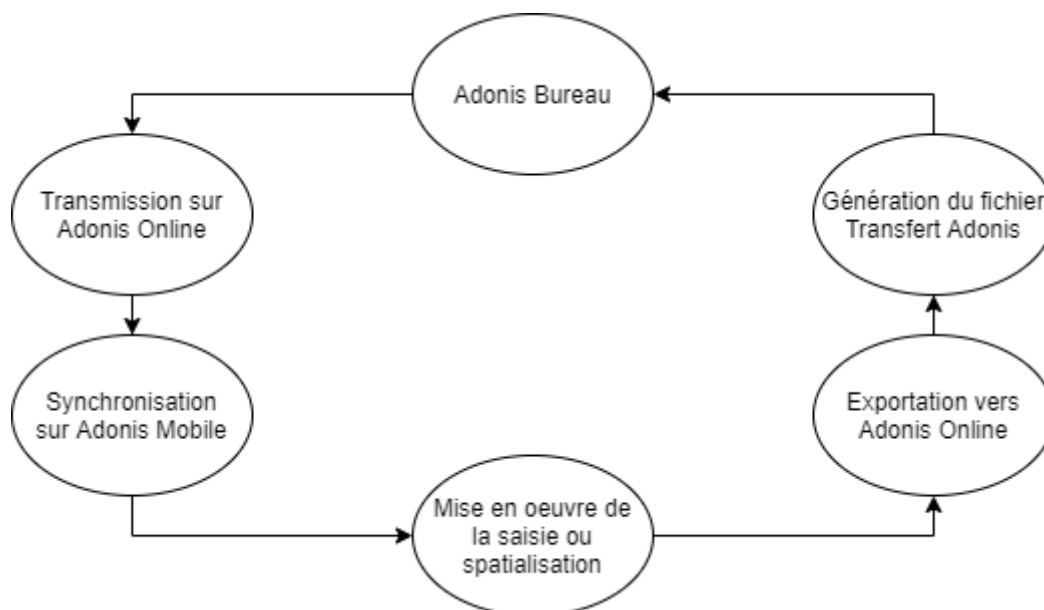 Adonis Bureau
Transmission sur
Adonis Online
Génération du fichier
Transfert Adonis
Synchronisation
sur Adonis Mobile
Exportation vers
Adonis Online
Mise en oeuvre de
la saisie ou
spatialisation